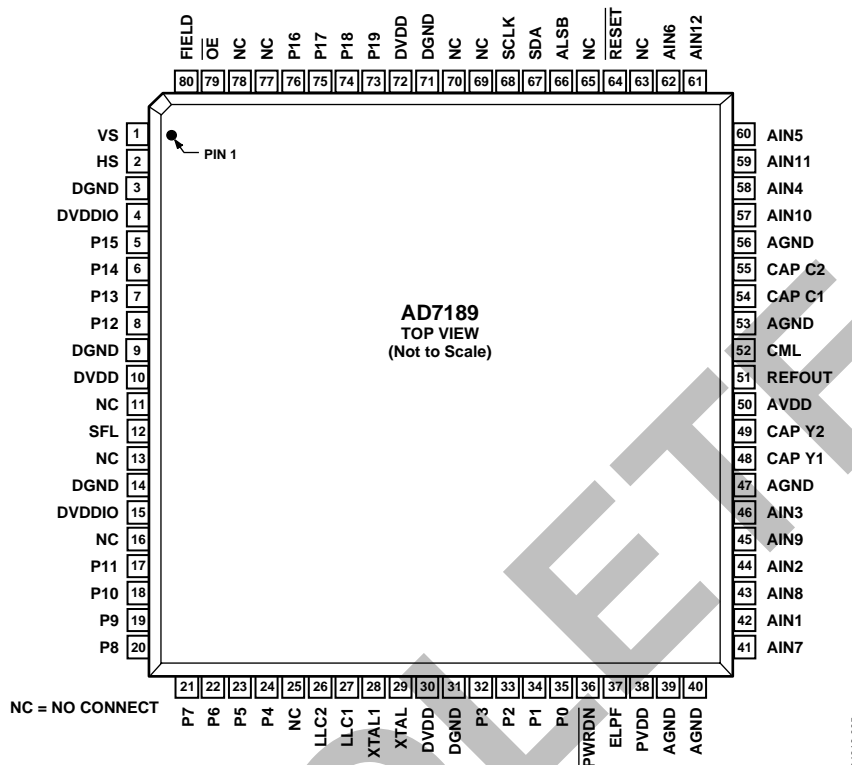 FIELD
OE
NC
NC
P16
P17
P18
P19
DVDD
DGND
NC
NC
SCLK
SDA
ALSB
NC
RESET
NC
AIN6
AIN12
80 79 78 77 76 75 74 73 72 71 70 69 68 67 66 65 64 63 62 61
VS 1
HS 2
DGND 3
DVDDIO 4
P15 5
P14 6
P13 7
P12 8
DGND 9
DVDD 10
NC 11
SFL 12
NC 13
DGND 14
DVDDIO 15
NC 16
P11 17
P10 18
P9 19
P8 20
PIN 1
AD7189
TOP VIEW
(Not to Scale)
60 AIN5
59 AIN11
58 AIN4
57 AIN10
56 AGND
55 CAP C2
54 CAP C1
53 AGND
52 CML
51 REFOUT
50 AVDD
49 CAP Y2
48 CAP Y1
47 AGND
46 AIN3
45 AIN9
44 AIN2
43 AIN8
42 AIN1
41 AIN7
21 22 23 24 25 26 27 28 29 30 31 32 33 34 35 36 37 38 39 40
P7
P6
P5
P4
NC
LLC2
LLC1
XTAL1
XTAL
DVDD
DGND
P3
P2
P1
P0
PWRDN
ELPF
PVDD
AGND
AGND
NC = NO CONNECT